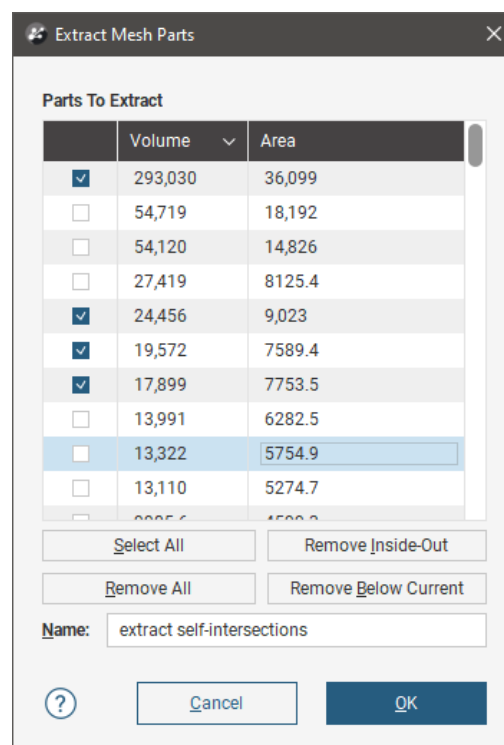 Extract Mesh Parts
Parts To Extract
Volume Area
293,030 36,099
54,719 18,192
54,120 14,826
27,419 8125.4
24,456 9,023
19,572 7589.4
17,899 7753.5
13,991 6282.5
13,322 5754.9
13,110 5274.7
Select All Remove Inside-Out
Remove All Remove Below Current
Name: extract self-intersections
? Cancel OK